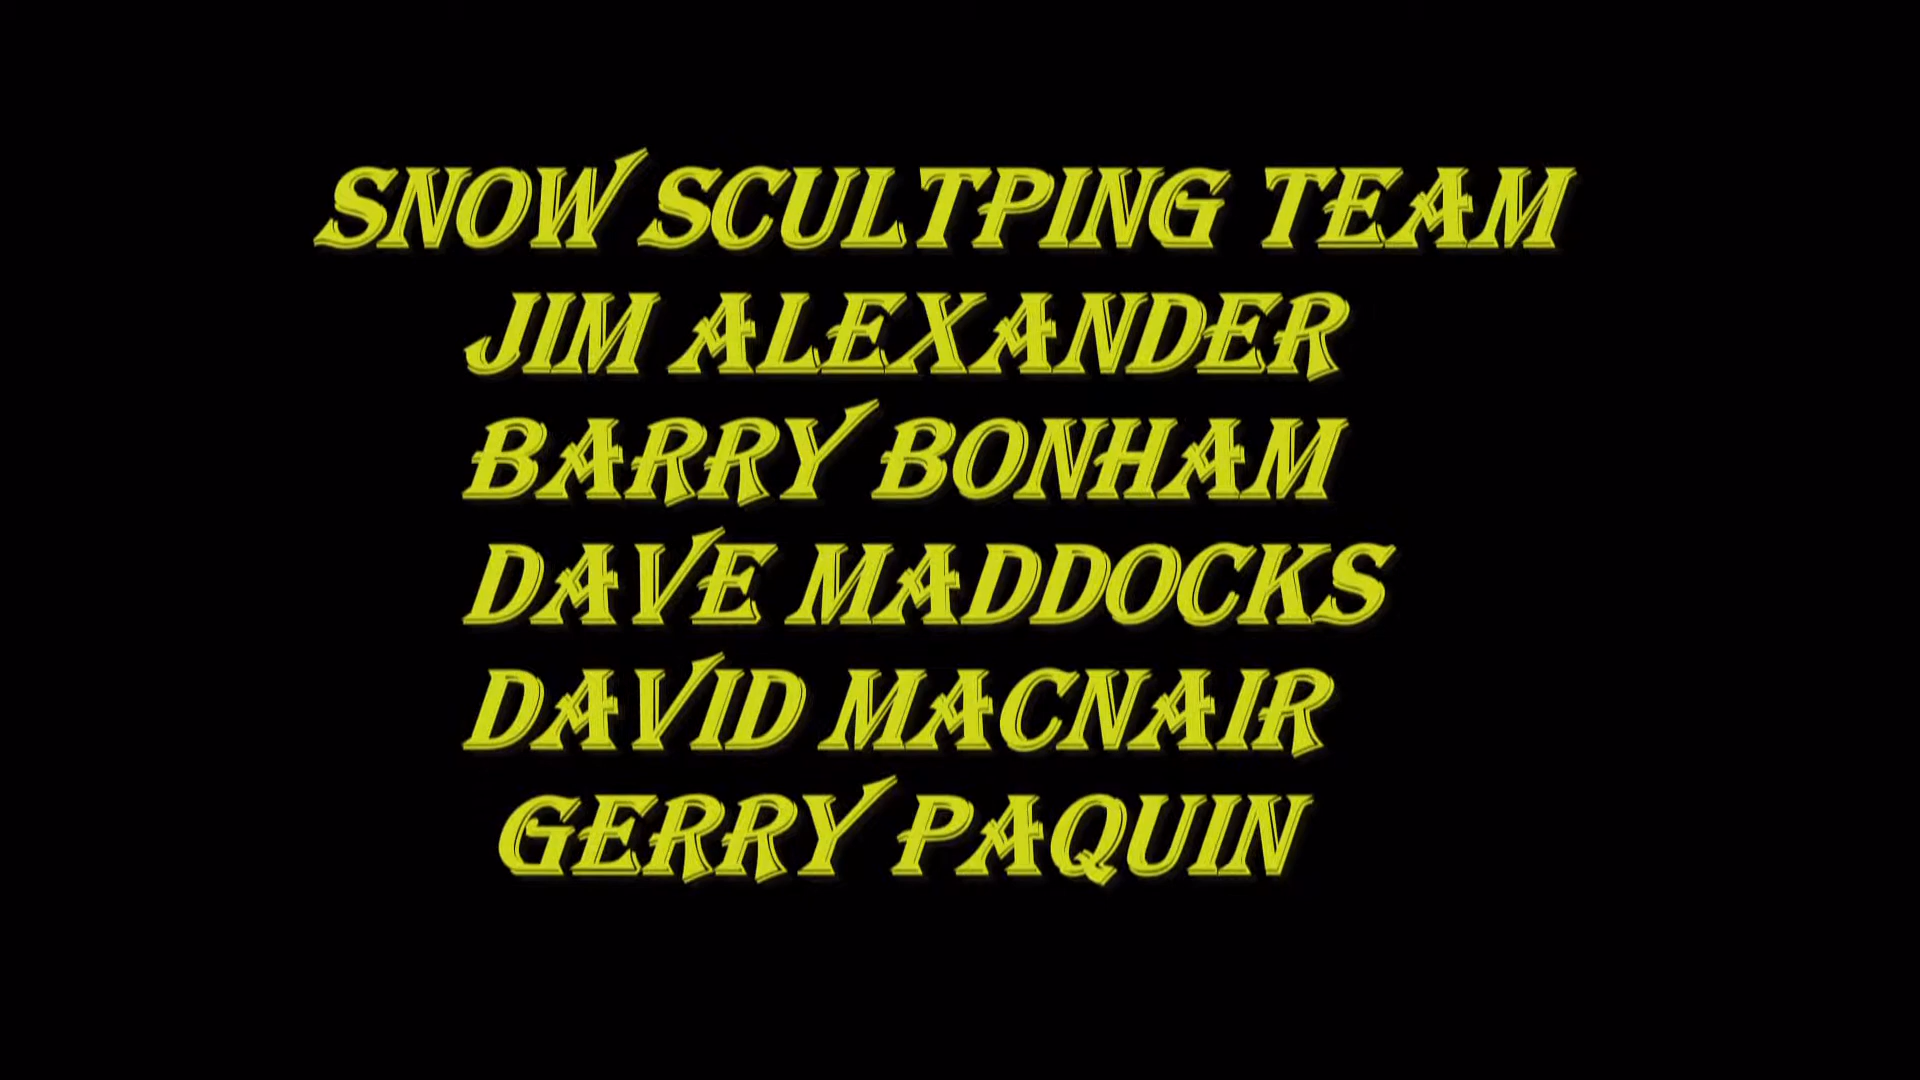 SNOW SCULTPING TEAM
JIM ALEXANDER
BARRY BONHAM
DAVE MADDOCKS
DAVID MACNAIR
GERRY PAQUIN